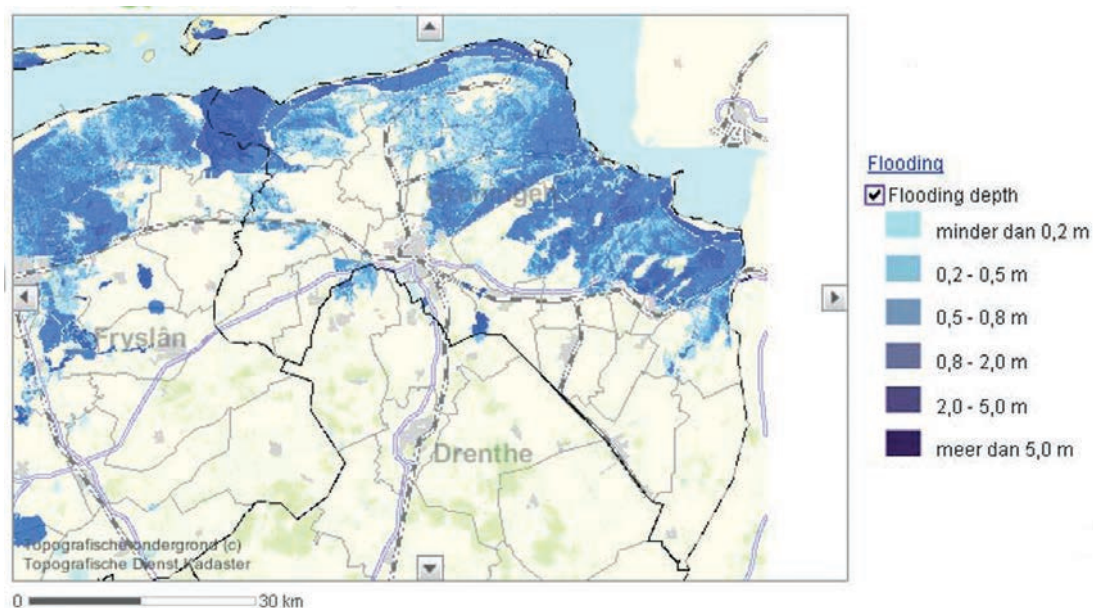 Groningen
Fryslân
Drenthe
Topografische ondergrond (c)
Topografische Dienst Kadaster
0 30 km
Flooding
Flooding depth
minder dan 0,2 m
0,2 - 0,5 m
0,5 - 0,8 m
0,8 - 2,0 m
2,0 - 5,0 m
meer dan 5,0 m